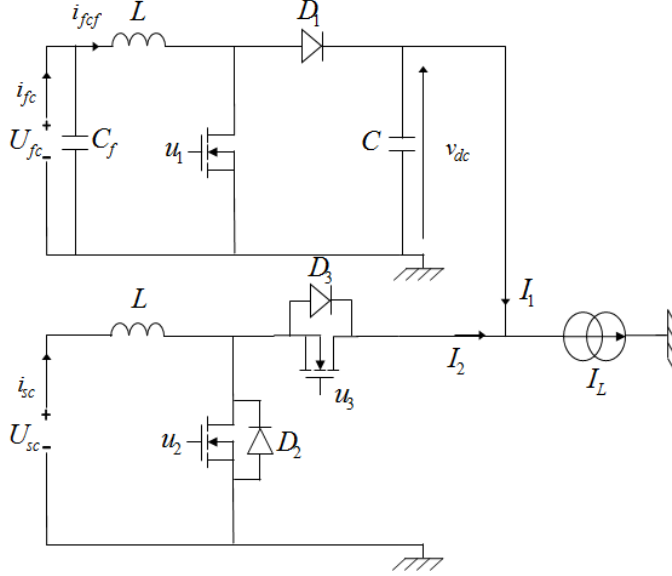 i_fcf L D_1
i_fc
+
U_fc C_f u_1 C v_dc
-
D_3
L I_1
I_2
i_sc u_3 I_L
+
U_sc u_2 D_2
-